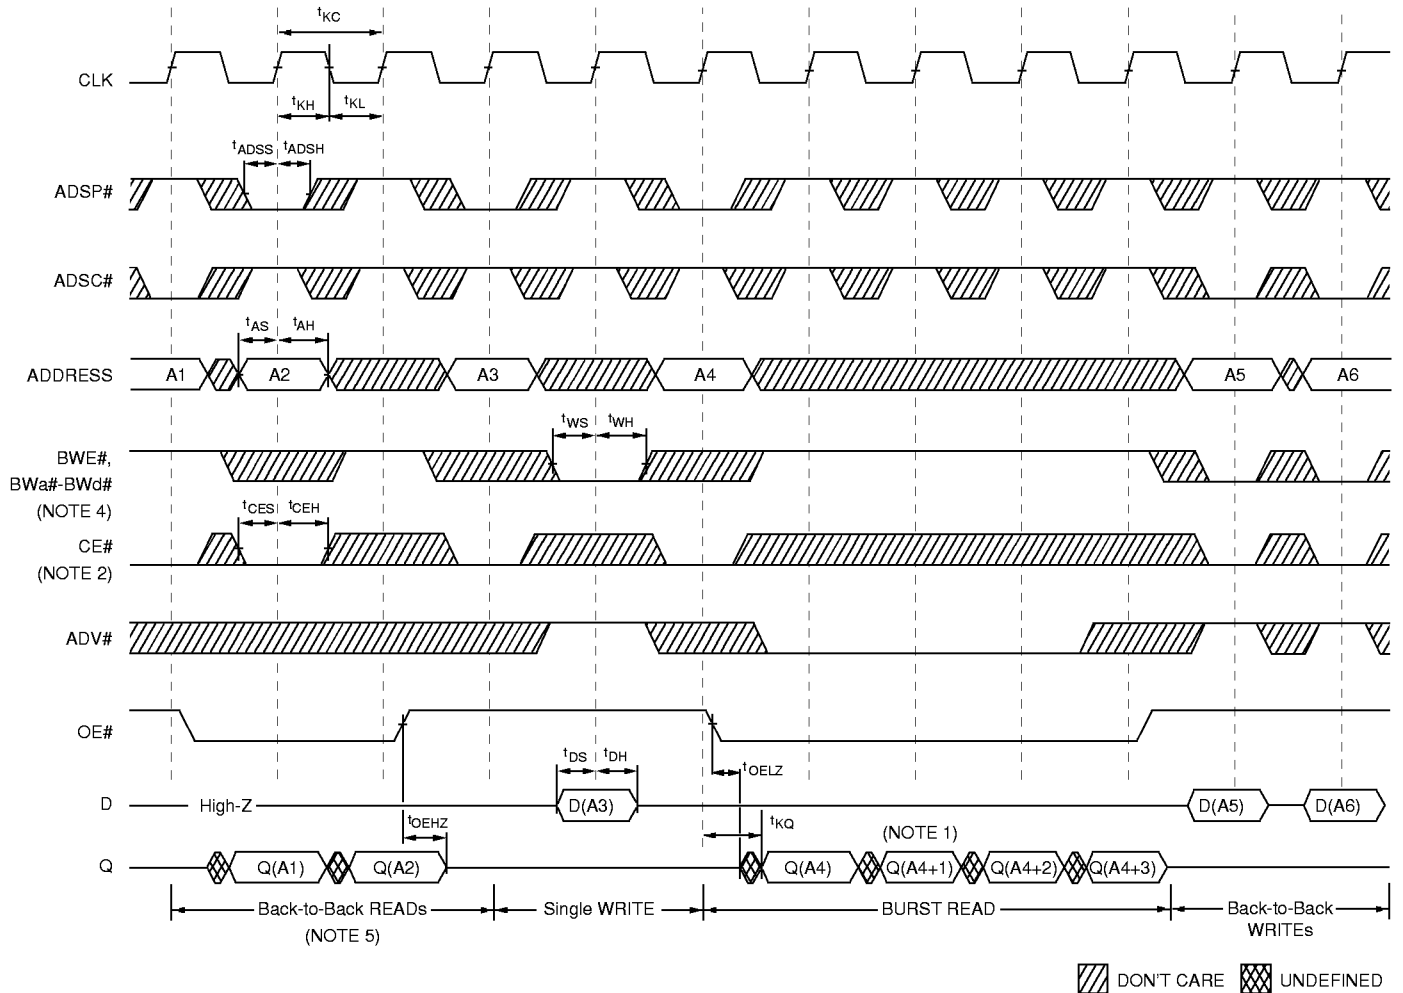 tKC
CLK
tKH
tKL
tADSS
tADSH
ADSP#
ADSC#
tAS
tAH
ADDRESS
A1
A2
A3
A4
A5
A6
tWS
tWH
BWE#,
BWa#-BWd#
(NOTE 4)
tCES
tCEH
CE#
(NOTE 2)
ADV#
OE#
tDS
tDH
tOELZ
D
High-Z
D(A3)
D(A5)
D(A6)
tOEHZ
tKQ
(NOTE 1)
Q
Q(A1)
Q(A2)
Q(A4)
Q(A4+1)
Q(A4+2)
Q(A4+3)
Back-to-Back READs
(NOTE 5)
Single WRITE
BURST READ
Back-to-Back
WRITEs
DON'T CARE
UNDEFINED